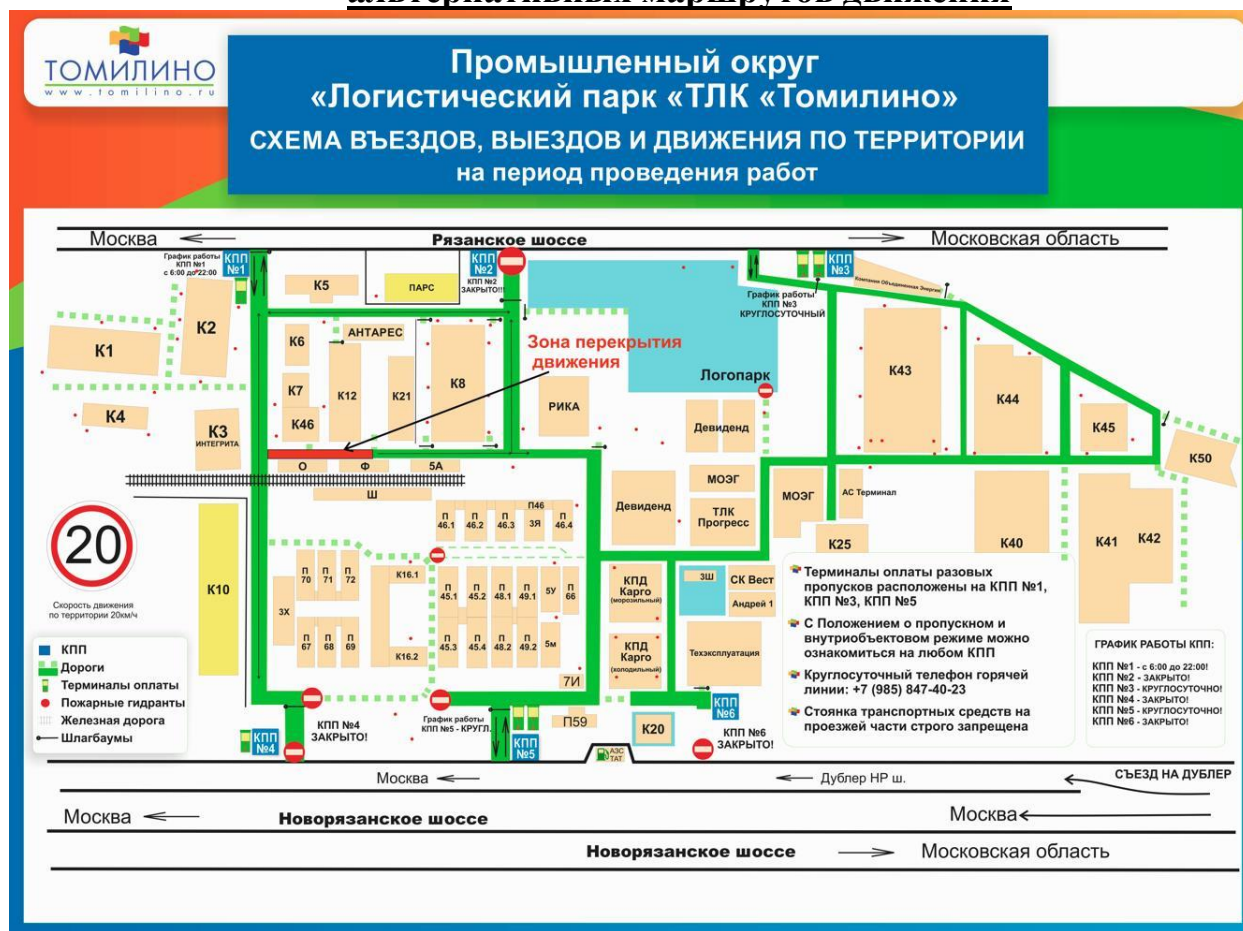 альтернативных маршрутов движения
ТОМИЛИНО
www.tomilino.ru
Промышленный округ
«Логистический парк «ТЛК «Томилино»
СХЕМА ВЪЕЗДОВ, ВЫЕЗДОВ И ДВИЖЕНИЯ ПО ТЕРРИТОРИИ
на период проведения работ
Москва
Рязанское шоссе
Московская область
График работы
КПП №1
с 6:00 до 22:00
КПП
№1
КПП
№2
КПП №2
ЗАКРЫТО!!!
КПП
№3
График работы
КПП №3
КРУГЛОСУТОЧНЫЙ
Компания Объединенная Энергия
К5
ПАРС
К2
К1
К4
К3
ИНТЕГРИТА
К6
АНТАРЕС
К7
К12
К21
К8
К46
Зона перекрытия
движения
РИКА
Логопарк
Девиденд
К43
К44
К45
К50
О
Ф
5А
Ш
Девиденд
МОЭГ
ТЛК
Прогресс
МОЭГ
АС Терминал
К25
К40
К41
К42
П
46.1
П
46.2
П
46.3
П46
3Я
П
46.4
20
Скорость движения
по территории 20км/ч
К10
П
70
П
71
П
72
К16.1
3Х
П
67
П
68
П
69
К16.2
П
45.1
П
45.2
П
48.1
П
49.1
5У
П
66
П
45.3
П
45.4
П
48.2
П
49.2
5м
7И
П59
КПД
Карго
(морозильный)
КПД
Карго
(холодильный)
3Ш
СК Вест
Андрей 1
Техэксплуатация
К20
КПП
№6
КПП №6
ЗАКРЫТО!
КПП
Дороги
Терминалы оплаты
Пожарные гидранты
Железная дорога
Шлагбаумы
КПП
№4
КПП №4
ЗАКРЫТО!
График работы
КПП №5 - КРУГЛ.
КПП
№5
АЗС
ТАТ
Терминалы оплаты разовых
пропусков расположены на КПП №1,
КПП №3, КПП №5
С Положением о пропускном и
внутриобъектовом режиме можно
ознакомиться на любом КПП
Круглосуточный телефон горячей
линии: +7 (985) 847-40-23
Стоянка транспортных средств на
проезжей части строго запрещена
ГРАФИК РАБОТЫ КПП:
КПП №1 - с 6:00 до 22:00!
КПП №2 - ЗАКРЫТО!
КПП №3 - КРУГЛОСУТОЧНО!
КПП №4 - ЗАКРЫТО!
КПП №5 - КРУГЛОСУТОЧНО!
КПП №6 - ЗАКРЫТО!
Москва
Дублер НР ш.
СЪЕЗД НА ДУБЛЕР
Москва
Новорязанское шоссе
Москва
Новорязанское шоссе
Московская область